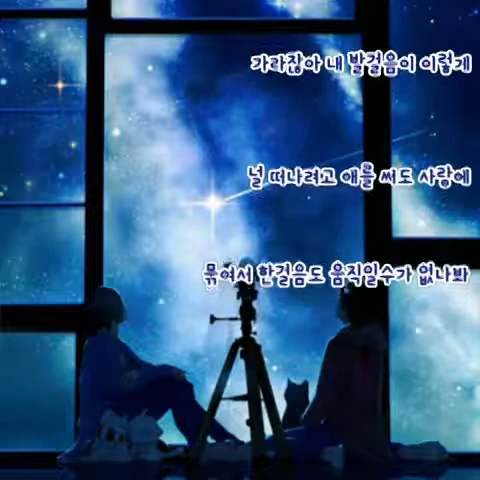 가라잖아 내 발걸음이 이렇게
널 떠나려고 애를 써도 사랑에
묶여서 한걸음도 움직일수가 없나봐